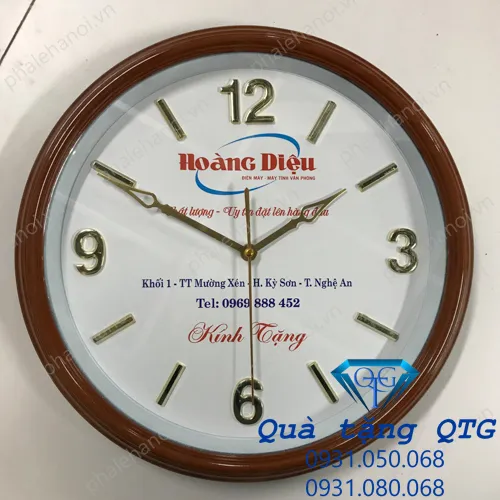 12
Hoàng Diệu
ĐIỆN MÁY - MÁY TÍNH VĂN PHÒNG
Chất lượng - Uy tín đặt lên hàng đầu
9
3
Khối 1 - TT Mường Xén - H. Kỳ Sơn - T. Nghệ An
Tel: 0969 888 452
Kính Tặng
6
QTG
Quà tặng QTG
0931.050.068
0931.080.068
phalehanoi.vn